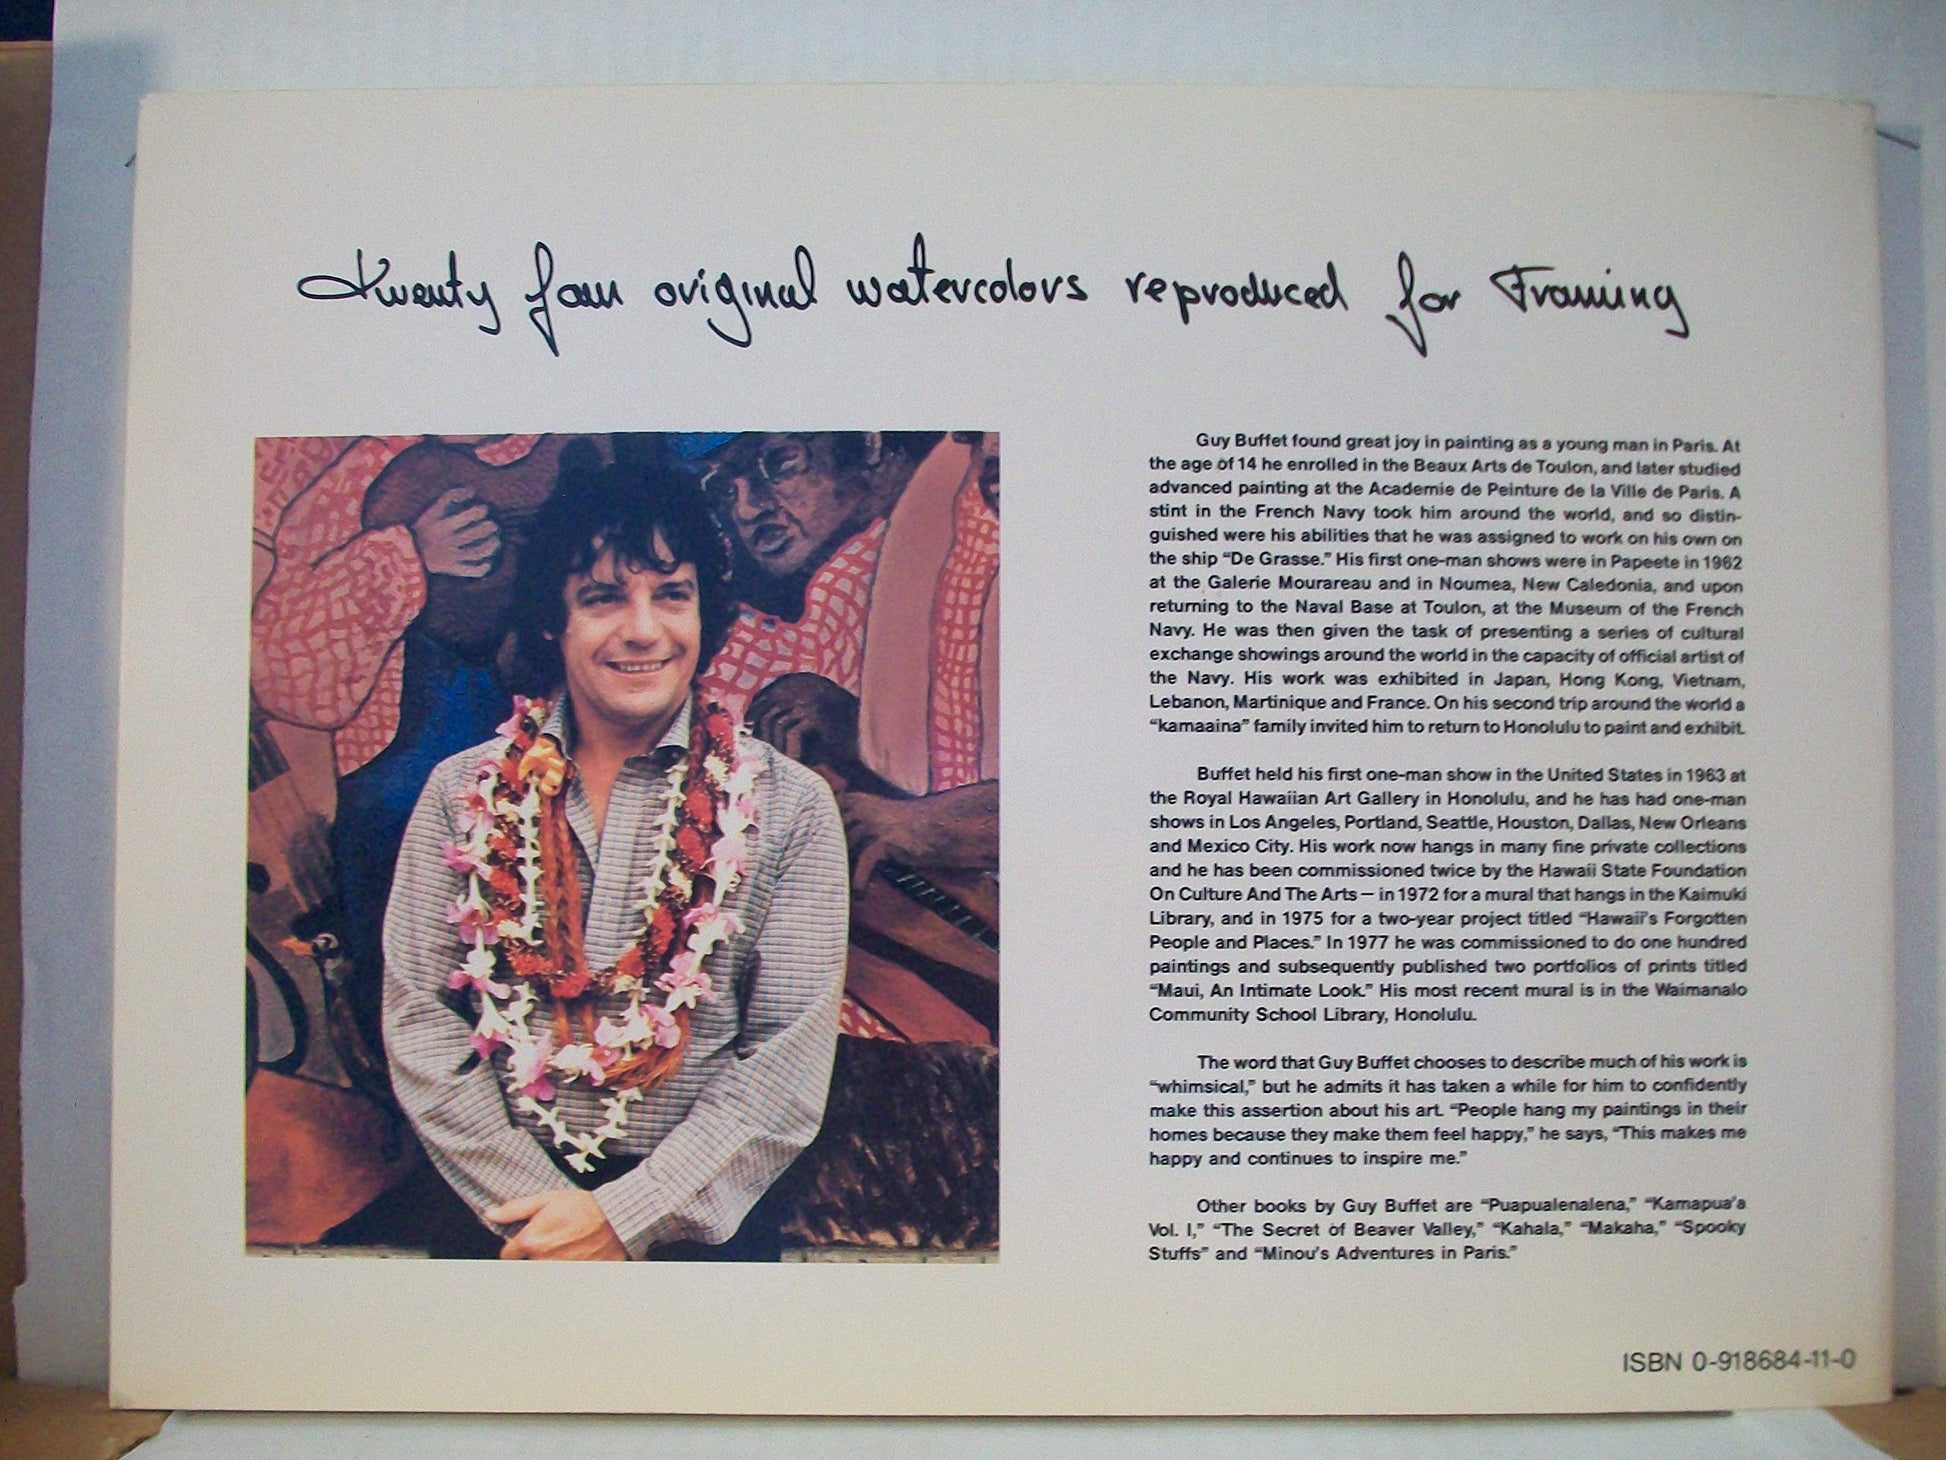 Twenty four original watercolors reproduced for Framing
Guy Buffet found great joy in painting as a young man in Paris. At
the age of 14 he enrolled in the Beaux Arts de Toulon, and later studied
advanced painting at the Academie de Peinture de la Ville de Paris. A
stint in the French Navy took him around the world, and so distin-
guished were his abilities that he was assigned to work on his own on
the ship “De Grasse.” His first one-man shows were in Papeete in 1962
at the Galerie Mourareau and in Noumea, New Caledonia, and upon
returning to the Naval Base at Toulon, at the Museum of the French
Navy. He was then given the task of presenting a series of cultural
exchange showings around the world in the capacity of official artist of
the Navy. His work was exhibited in Japan, Hong Kong, Vietnam,
Lebanon, Martinique and France. On his second trip around the world a
“kamaaina” family invited him to return to Honolulu to paint and exhibit.
Buffet held his first one-man show in the United States in 1963 at
the Royal Hawaiian Art Gallery in Honolulu, and he has had one-man
shows in Los Angeles, Portland, Seattle, Houston, Dallas, New Orleans
and Mexico City. His work now hangs in many fine private collections
and he has been commissioned twice by the Hawaii State Foundation
On Culture And The Arts — in 1972 for a mural that hangs in the Kaimuki
Library, and in 1975 for a two-year project titled “Hawaii's Forgotten
People and Places.” In 1977 he was commissioned to do one hundred
paintings and subsequently published two portfolios of prints titled
“Maui, An Intimate Look.” His most recent mural is in the Waimanalo
Community School Library, Honolulu.
The word that Guy Buffet chooses to describe much of his work is
“whimsical,” but he admits it has taken a while for him to confidently
make this assertion about his art. “People hang my paintings in their
homes because they make them feel happy,” he says, “This makes me
happy and continues to inspire me.”
Other books by Guy Buffet are “Puapualenalena,” “Kamapua'a
Vol. I,” “The Secret of Beaver Valley,” “Kahala,” “Makaha,” “Spooky
Stuffs” and “Minou's Adventures in Paris.”
ISBN 0-918684-11-0